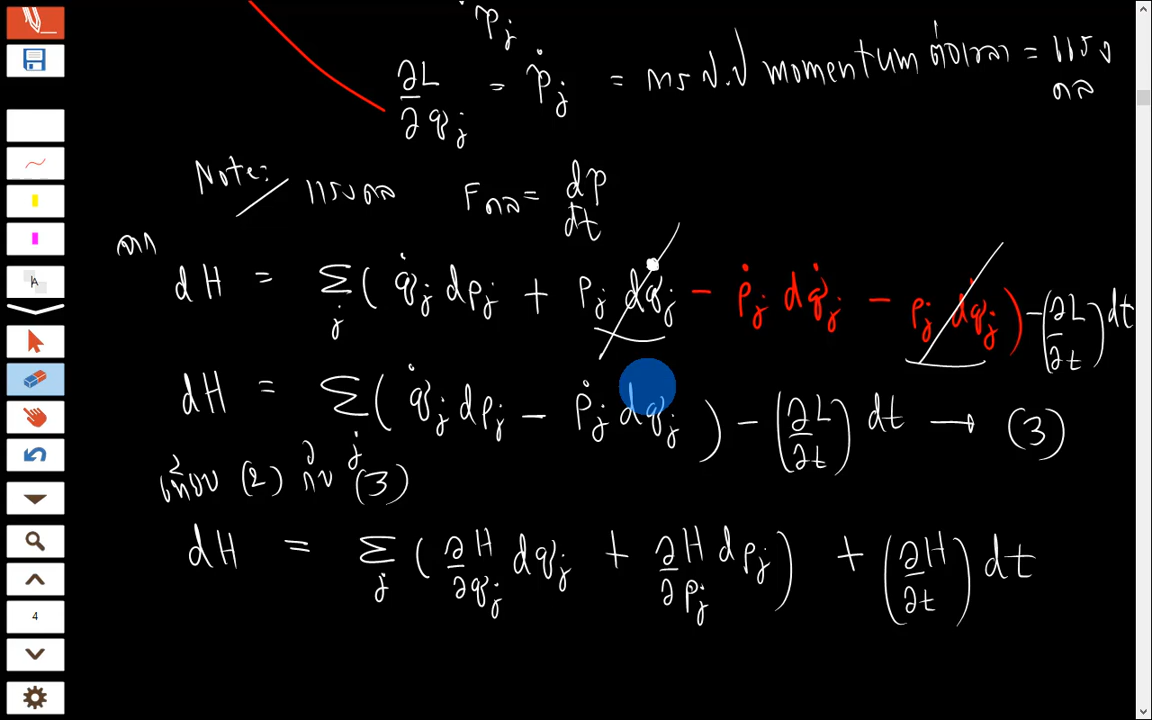 ṗⱼ
∂L/∂qⱼ = ṗⱼ = การ ป.ป momentum ต่อเวลา = แรง
ดล
Note: แรงดล F ดล = dp/dt
จาก
dH = Σⱼ ( q̇ⱼ dpⱼ + pⱼ dq̇ⱼ − ṗⱼ dq̇ⱼ − pⱼ dq̇ⱼ ) − (∂L/∂t) dt
dH = Σⱼ ( q̇ⱼ dpⱼ − ṗⱼ dqⱼ ) − (∂L/∂t) dt → (3)
เทียบ (2) กับ (3)
dH = Σⱼ ( ∂H/∂qⱼ dqⱼ + ∂H/∂pⱼ dpⱼ ) + (∂H/∂t) dt
A
4